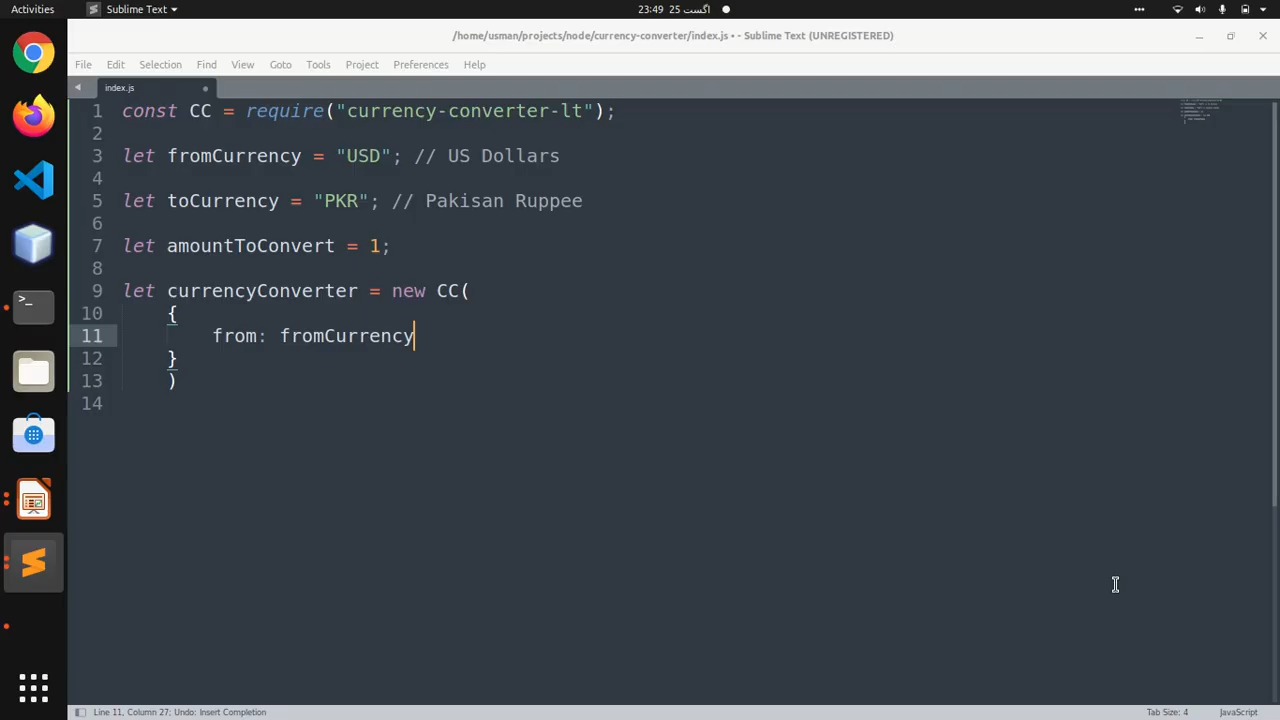 Activities
Sublime Text
23:49 25 اگست
/home/usman/projects/node/currency-converter/index.js • - Sublime Text (UNREGISTERED)
File Edit Selection Find View Goto Tools Project Preferences Help
index.js
1 const CC = require("currency-converter-lt");
2
3 let fromCurrency = "USD"; // US Dollars
4
5 let toCurrency = "PKR"; // Pakisan Ruppee
6
7 let amountToConvert = 1;
8
9 let currencyConverter = new CC(
10 {
11 from: fromCurrency
12 }
13 )
14
Line 11, Column 27; Undo: Insert Completion
Tab Size: 4
JavaScript